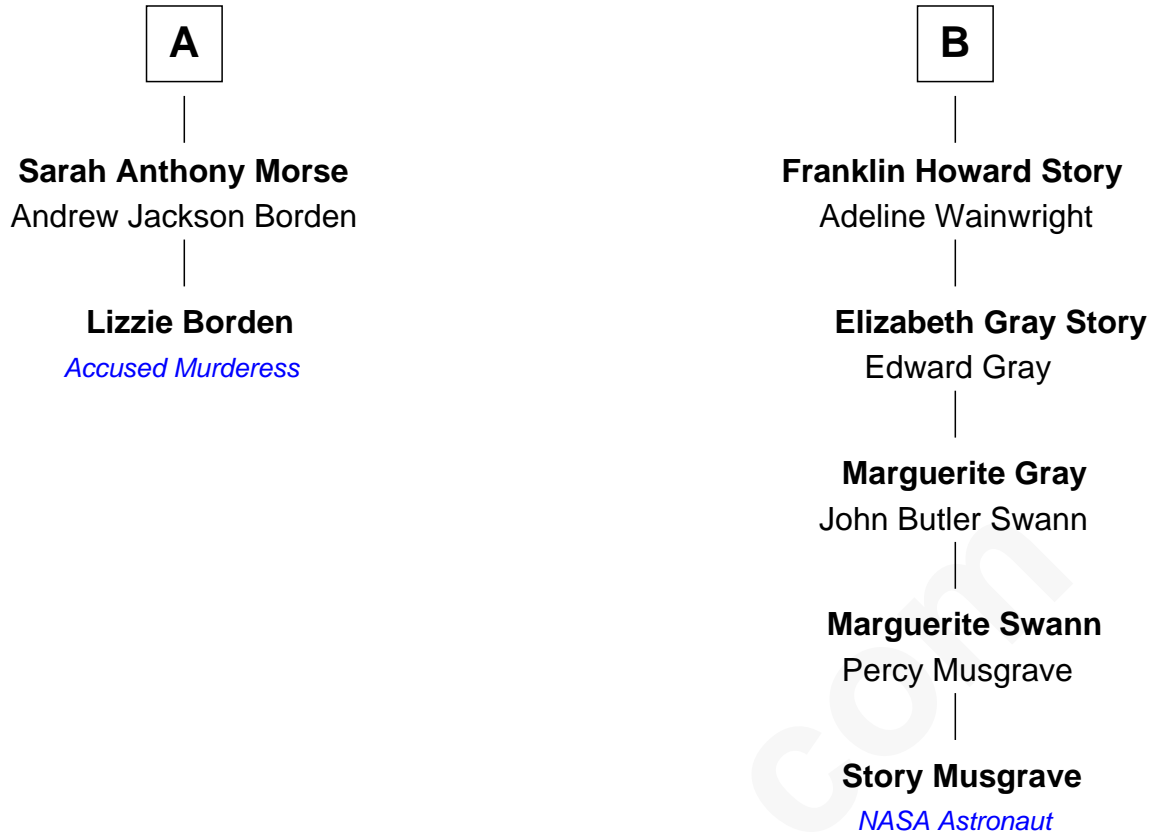 A
Sarah Anthony Morse
Andrew Jackson Borden
Lizzie Borden
Accused Murderess
B
Franklin Howard Story
Adeline Wainwright
Elizabeth Gray Story
Edward Gray
Marguerite Gray
John Butler Swann
Marguerite Swann
Percy Musgrave
Story Musgrave
NASA Astronaut
com